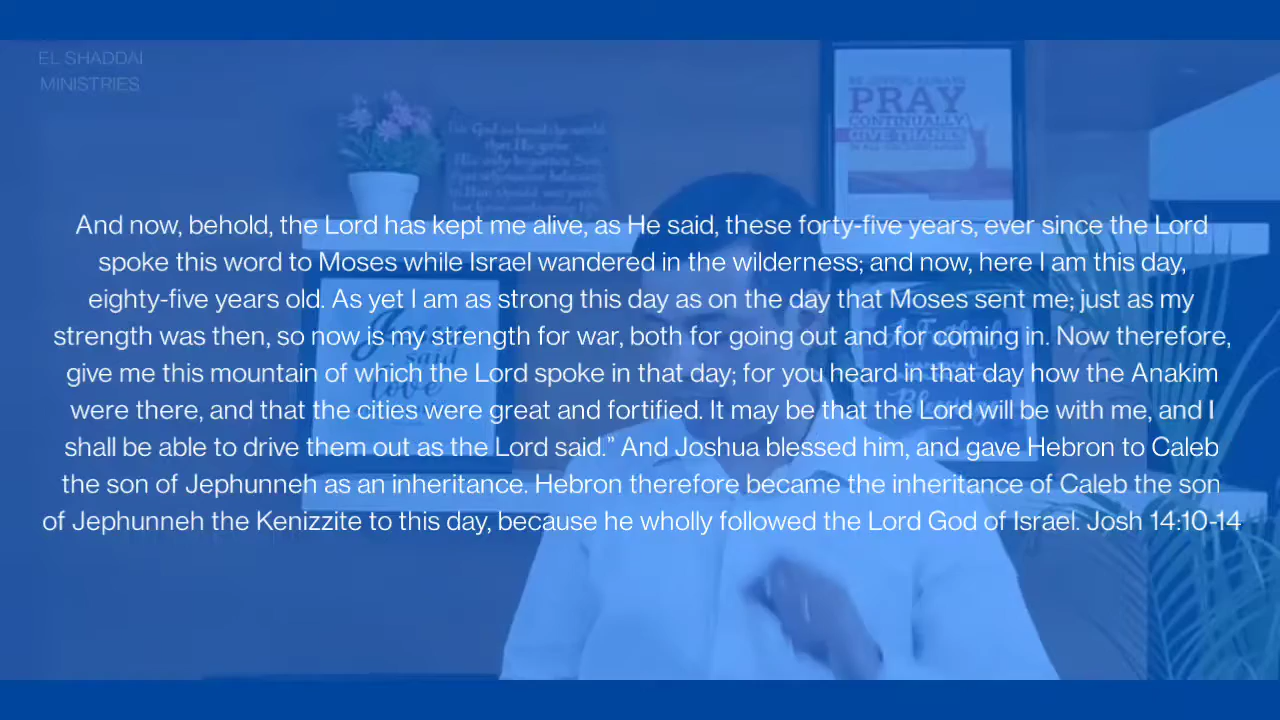 EL SHADDAI
MINISTRIES
PRAY
CONTINUALLY
GIVE THANKS
And now, behold, the Lord has kept me alive, as He said, these forty-five years, ever since the Lord
spoke this word to Moses while Israel wandered in the wilderness; and now, here I am this day,
eighty-five years old. As yet I am as strong this day as on the day that Moses sent me; just as my
strength was then, so now is my strength for war, both for going out and for coming in. Now therefore,
give me this mountain of which the Lord spoke in that day; for you heard in that day how the Anakim
were there, and that the cities were great and fortified. It may be that the Lord will be with me, and I
shall be able to drive them out as the Lord said.” And Joshua blessed him, and gave Hebron to Caleb
the son of Jephunneh as an inheritance. Hebron therefore became the inheritance of Caleb the son
of Jephunneh the Kenizzite to this day, because he wholly followed the Lord God of Israel. Josh 14:10-14
said
love